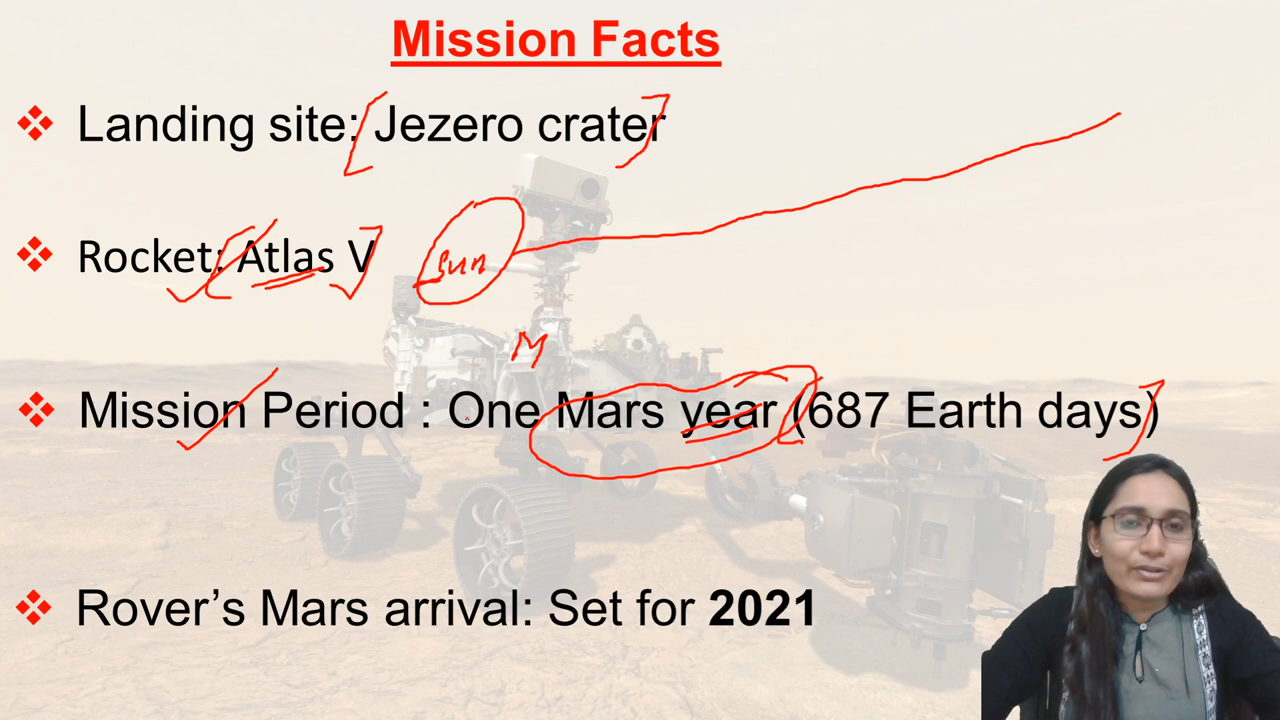 Mission Facts
❖ Landing site: Jezero crater
❖ Rocket: Atlas V
Sun
M
❖ Mission Period : One Mars year (687 Earth days)
❖ Rover’s Mars arrival: Set for 2021